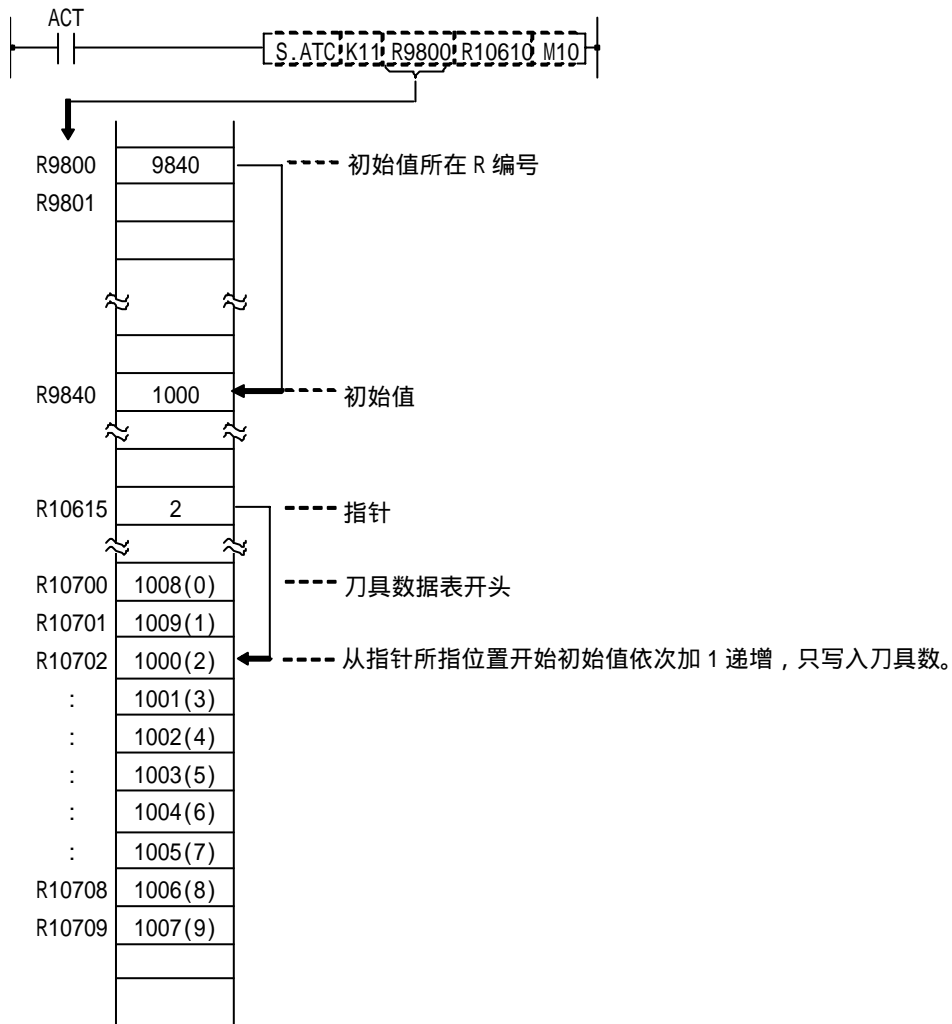 ACT
S.ATC K11 R9800 R10610 M10
R9800 9840 初始值所在 R 编号
R9801
R9840 1000 初始值
R10615 2 指针
R10700 1008(0) 刀具数据表开头
R10701 1009(1)
R10702 1000(2) 从指针所指位置开始初始值依次加 1 递增，只写入刀具数。
: 1001(3)
: 1002(4)
: 1003(5)
: 1004(6)
: 1005(7)
R10708 1006(8)
R10709 1007(9)